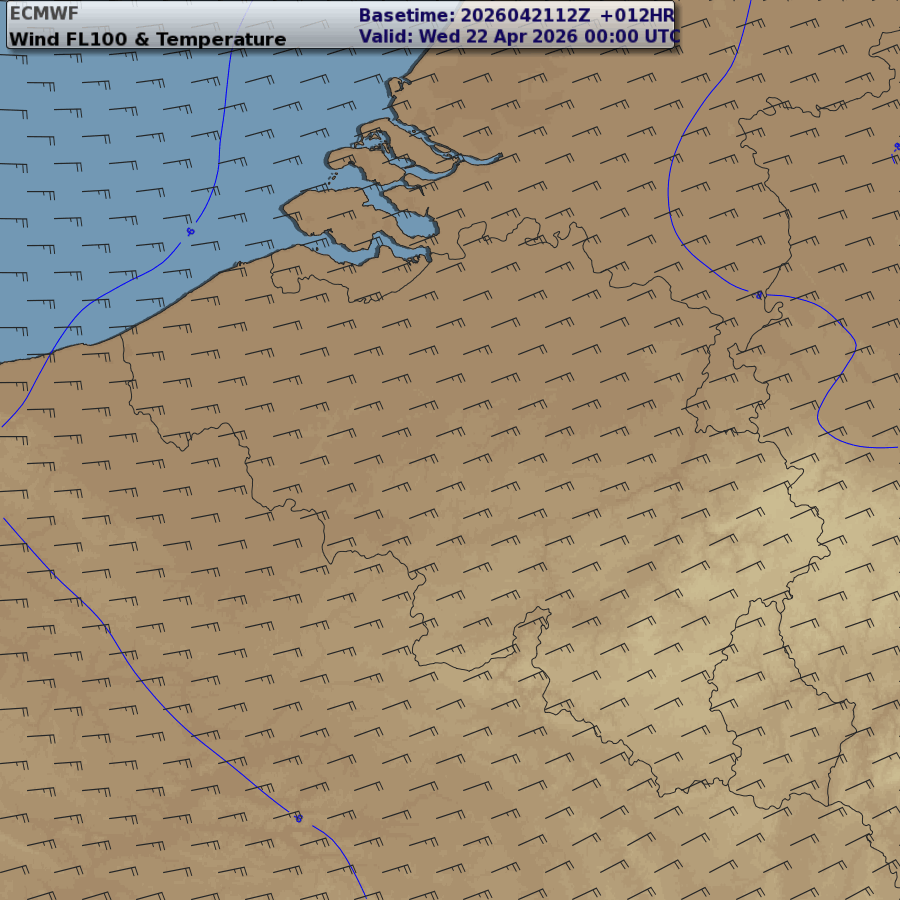 ECMWF
Basetime: 2026042112Z +012HR
Wind FL100 & Temperature
Valid: Wed 22 Apr 2026 00:00 UTC